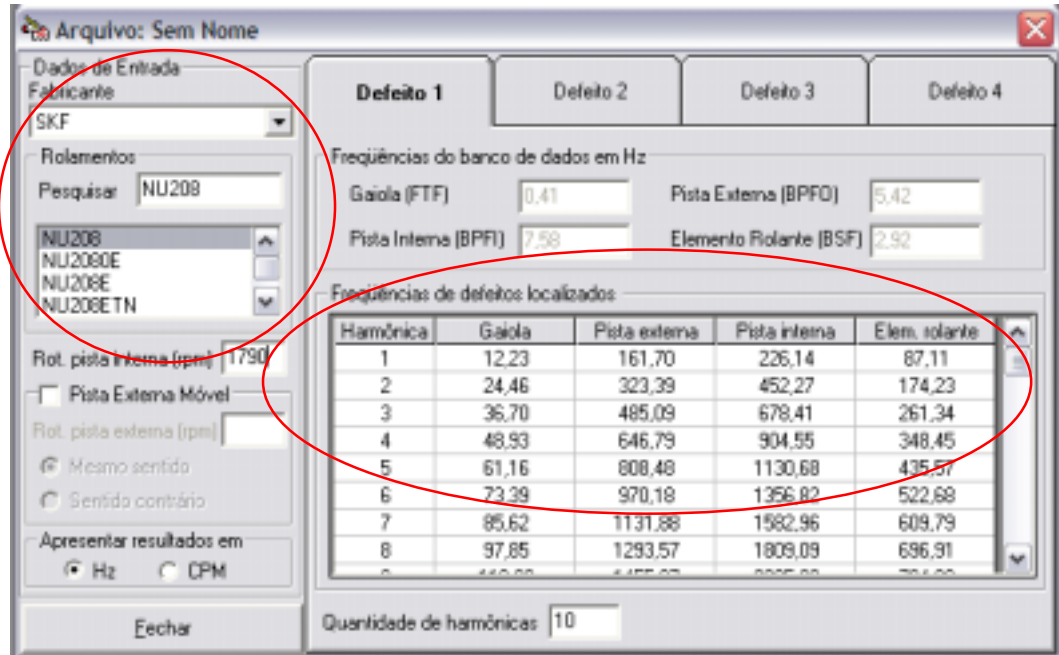 Arquivo: Sem Nome
Dados de Entrada
Fabricante
SKF
Rolamentos
Pesquisar NU208
NU208
NU2080E
NU208E
NU208ETN
Rot. pista interna (rpm) 1790
Pista Externa Móvel
Rot. pista externa (rpm)
Mesmo sentido
Sentido contrário
Apresentar resultados em
Hz CPM
Fechar
Defeito 1 Defeito 2 Defeito 3 Defeito 4
Freqüências do banco de dados em Hz
Gaiola (FTF) 0,41 Pista Externa (BPFO) 5,42
Pista Interna (BPFI) 7,58 Elemento Rolante (BSF) 2,92
Freqüências de defeitos localizados
Harmônica Gaiola Pista externa Pista interna Elem. rolante
1 12,23 161,70 226,14 87,11
2 24,46 323,39 452,27 174,23
3 36,70 485,09 678,41 261,34
4 48,93 646,79 904,55 348,45
5 61,16 808,48 1130,68 435,57
6 73,39 970,18 1356,82 522,68
7 85,62 1131,88 1582,96 609,79
8 97,85 1293,57 1809,09 696,91
Quantidade de harmônicas 10